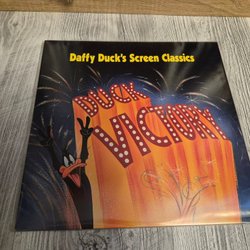 Daffy Duck's Screen Classics
DUCK
VICTORY